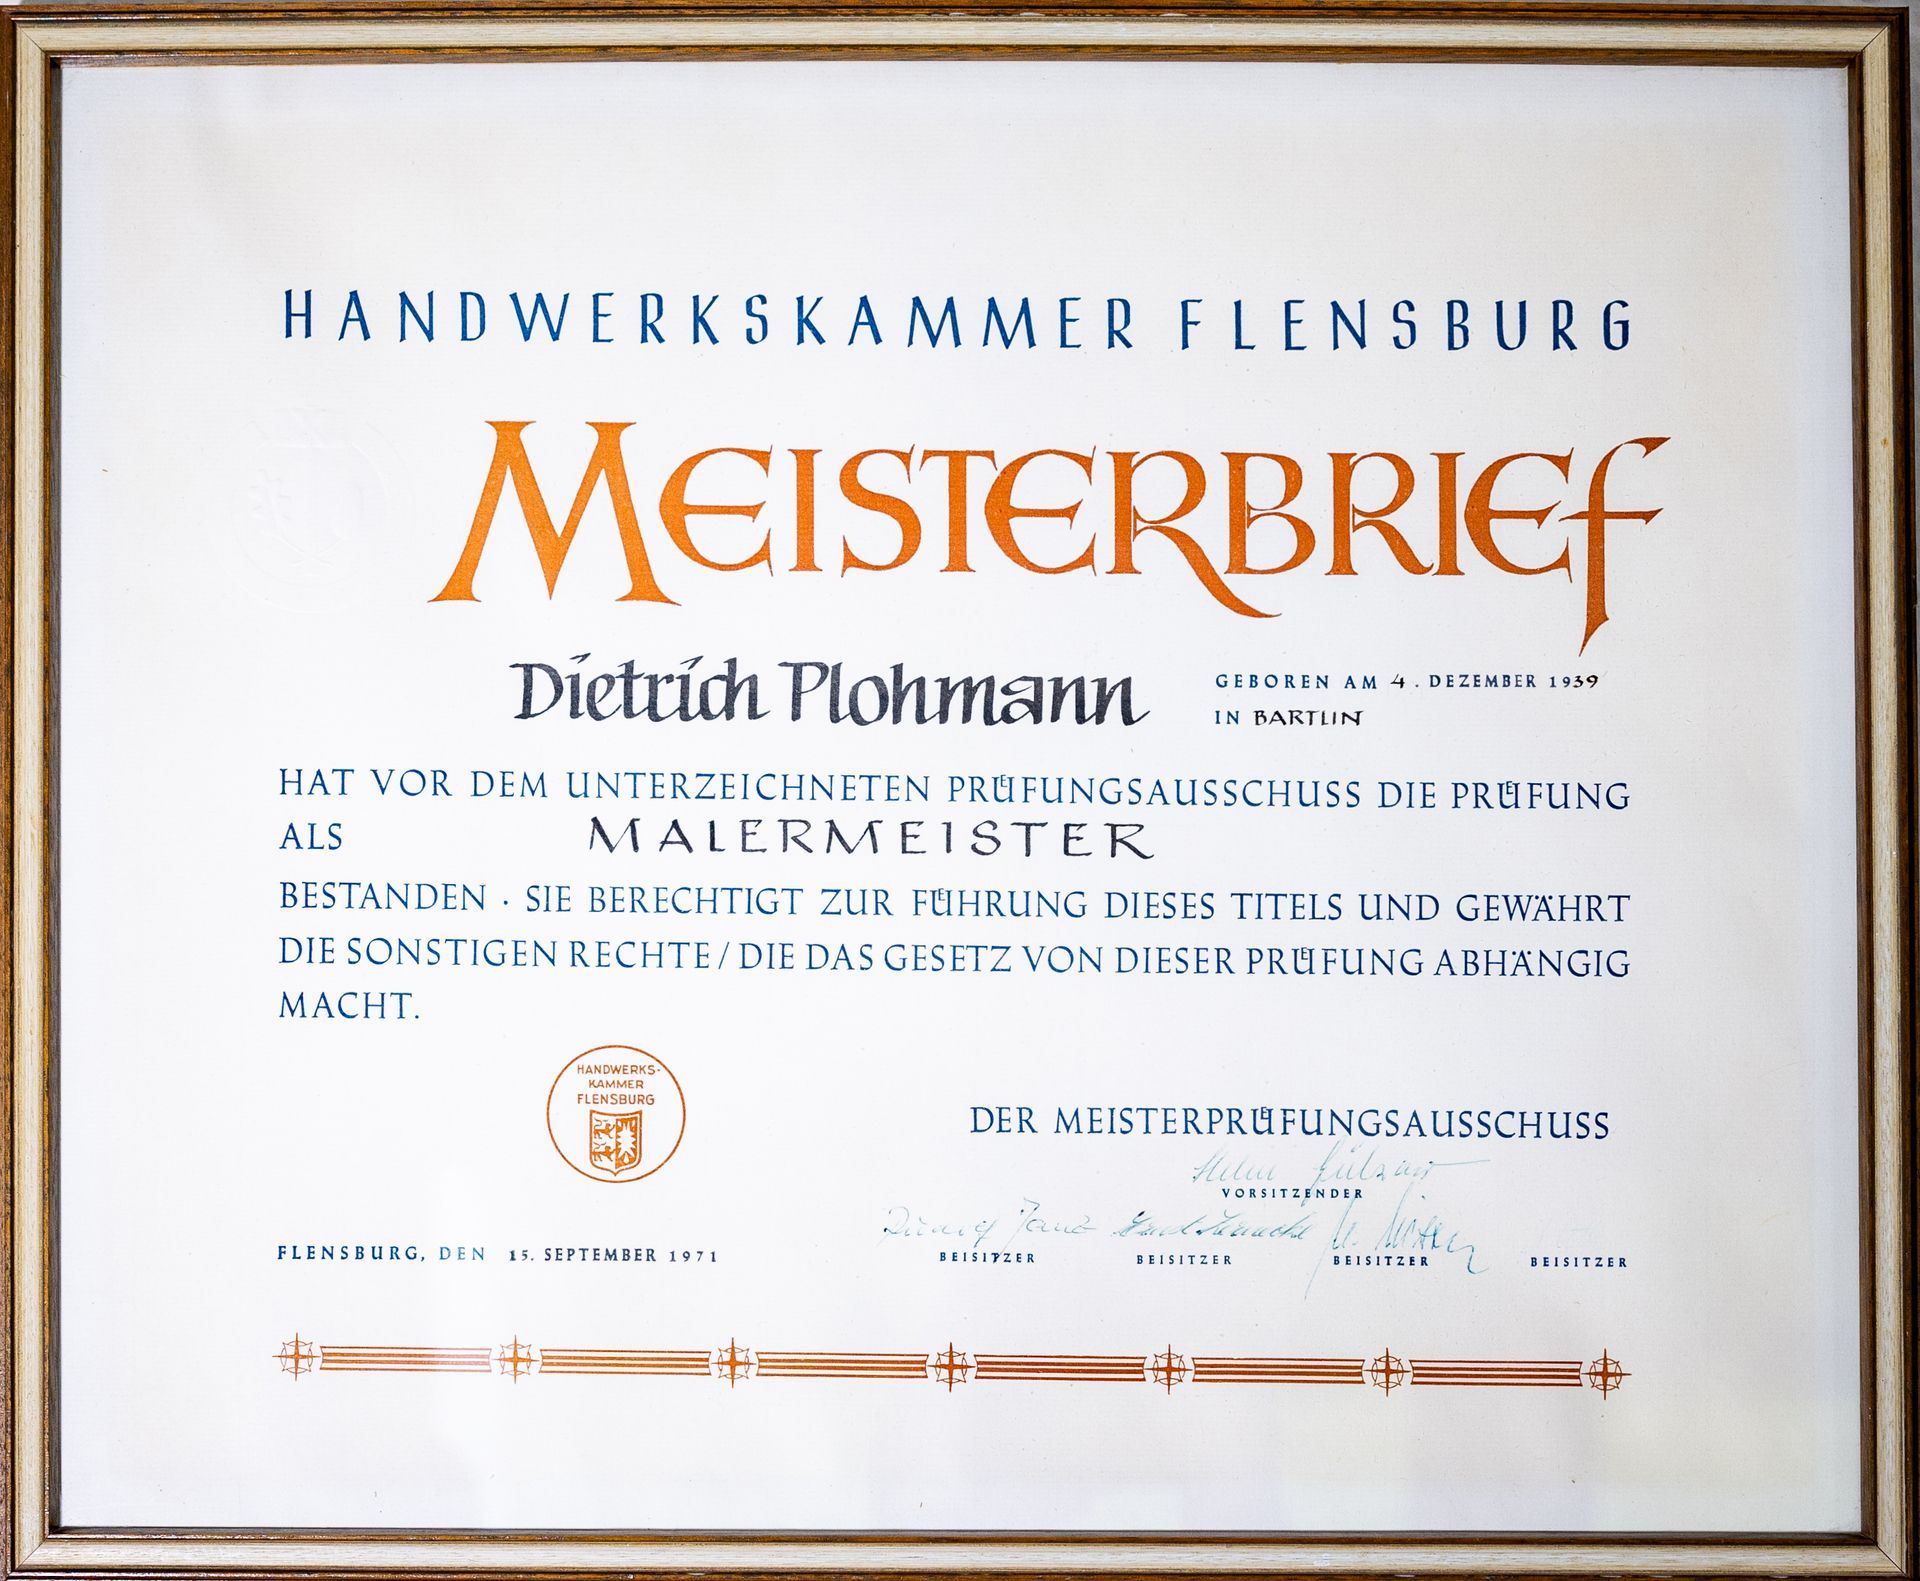 HANDWERKSKAMMER FLENSBURG
MEISTERBRIEF
Dietrich Plohmann
GEBOREN AM 4. DEZEMBER 1939
IN BARTLIN
HAT VOR DEM UNTERZEICHNETEN PRÜFUNGSAUSSCHUSS DIE PRÜFUNG
ALS MALERMEISTER
BESTANDEN · SIE BERECHTIGT ZUR FÜHRUNG DIESES TITELS UND GEWÄHRT
DIE SONSTIGEN RECHTE / DIE DAS GESETZ VON DIESER PRÜFUNG ABHÄNGIG
MACHT.
HANDWERKS-
KAMMER
FLENSBURG
DER MEISTERPRÜFUNGSAUSSCHUSS
VORSITZENDER
FLENSBURG, DEN 15. SEPTEMBER 1971
BEISITZER BEISITZER BEISITZER BEISITZER